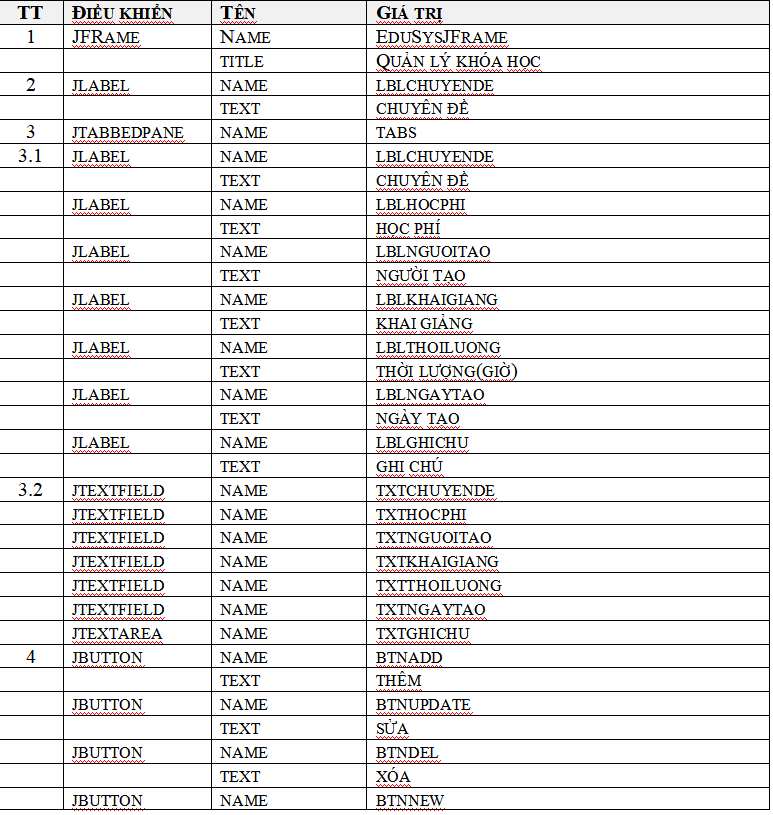 TT ĐIỀU KHIỂN TÊN GIÁ TRỊ
1 JFRAME NAME EDUSYSJFRAME
TITLE QUẢN LÝ KHÓA HỌC
2 JLABEL NAME LBLCHUYENDE
TEXT CHUYÊN ĐỀ
3 JTABBEDPANE NAME TABS
3.1 JLABEL NAME LBLCHUYENDE
TEXT CHUYÊN ĐỀ
JLABEL NAME LBLHOCPHI
TEXT HỌC PHÍ
JLABEL NAME LBLNGUOITAO
TEXT NGƯỜI TẠO
JLABEL NAME LBLKHAIGIANG
TEXT KHAI GIẢNG
JLABEL NAME LBLTHOILUONG
TEXT THỜI LƯỢNG(GIỜ)
JLABEL NAME LBLNGAYTAO
TEXT NGÀY TẠO
JLABEL NAME LBLGHICHU
TEXT GHI CHÚ
3.2 JTEXTFIELD NAME TXTCHUYENDE
JTEXTFIELD NAME TXTHOCPHI
JTEXTFIELD NAME TXTNGUOITAO
JTEXTFIELD NAME TXTKHAIGIANG
JTEXTFIELD NAME TXTTHOILUONG
JTEXTFIELD NAME TXTNGAYTAO
JTEXTAREA NAME TXTGHICHU
4 JBUTTON NAME BTNADD
TEXT THÊM
JBUTTON NAME BTNUPDATE
TEXT SỬA
JBUTTON NAME BTNDEL
TEXT XÓA
JBUTTON NAME BTNNEW